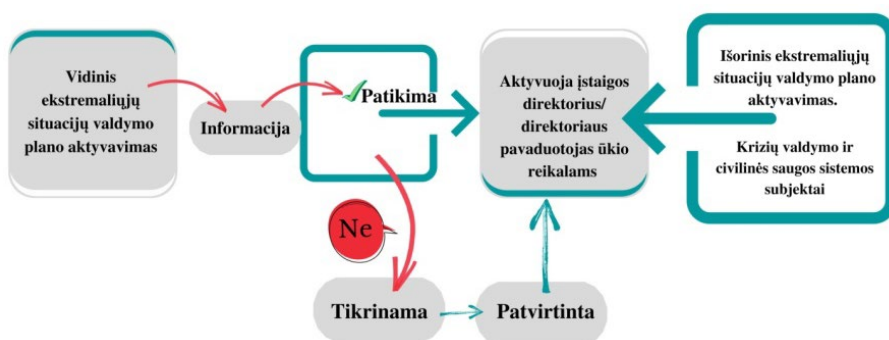 Vidinis
ekstremaliųjų
situacijų valdymo
plano aktyvavimas
Informacija
Patikima
Aktyvuoja įstaigos
direktorius/
direktoriaus
pavaduotojas ūkio
reikalams
Išorinis ekstremaliųjų
situacijų valdymo plano
aktyvavimas.
Krizių valdymo ir
civilinės saugos sistemos
subjektai
Ne
Tikrinama
Patvirtinta